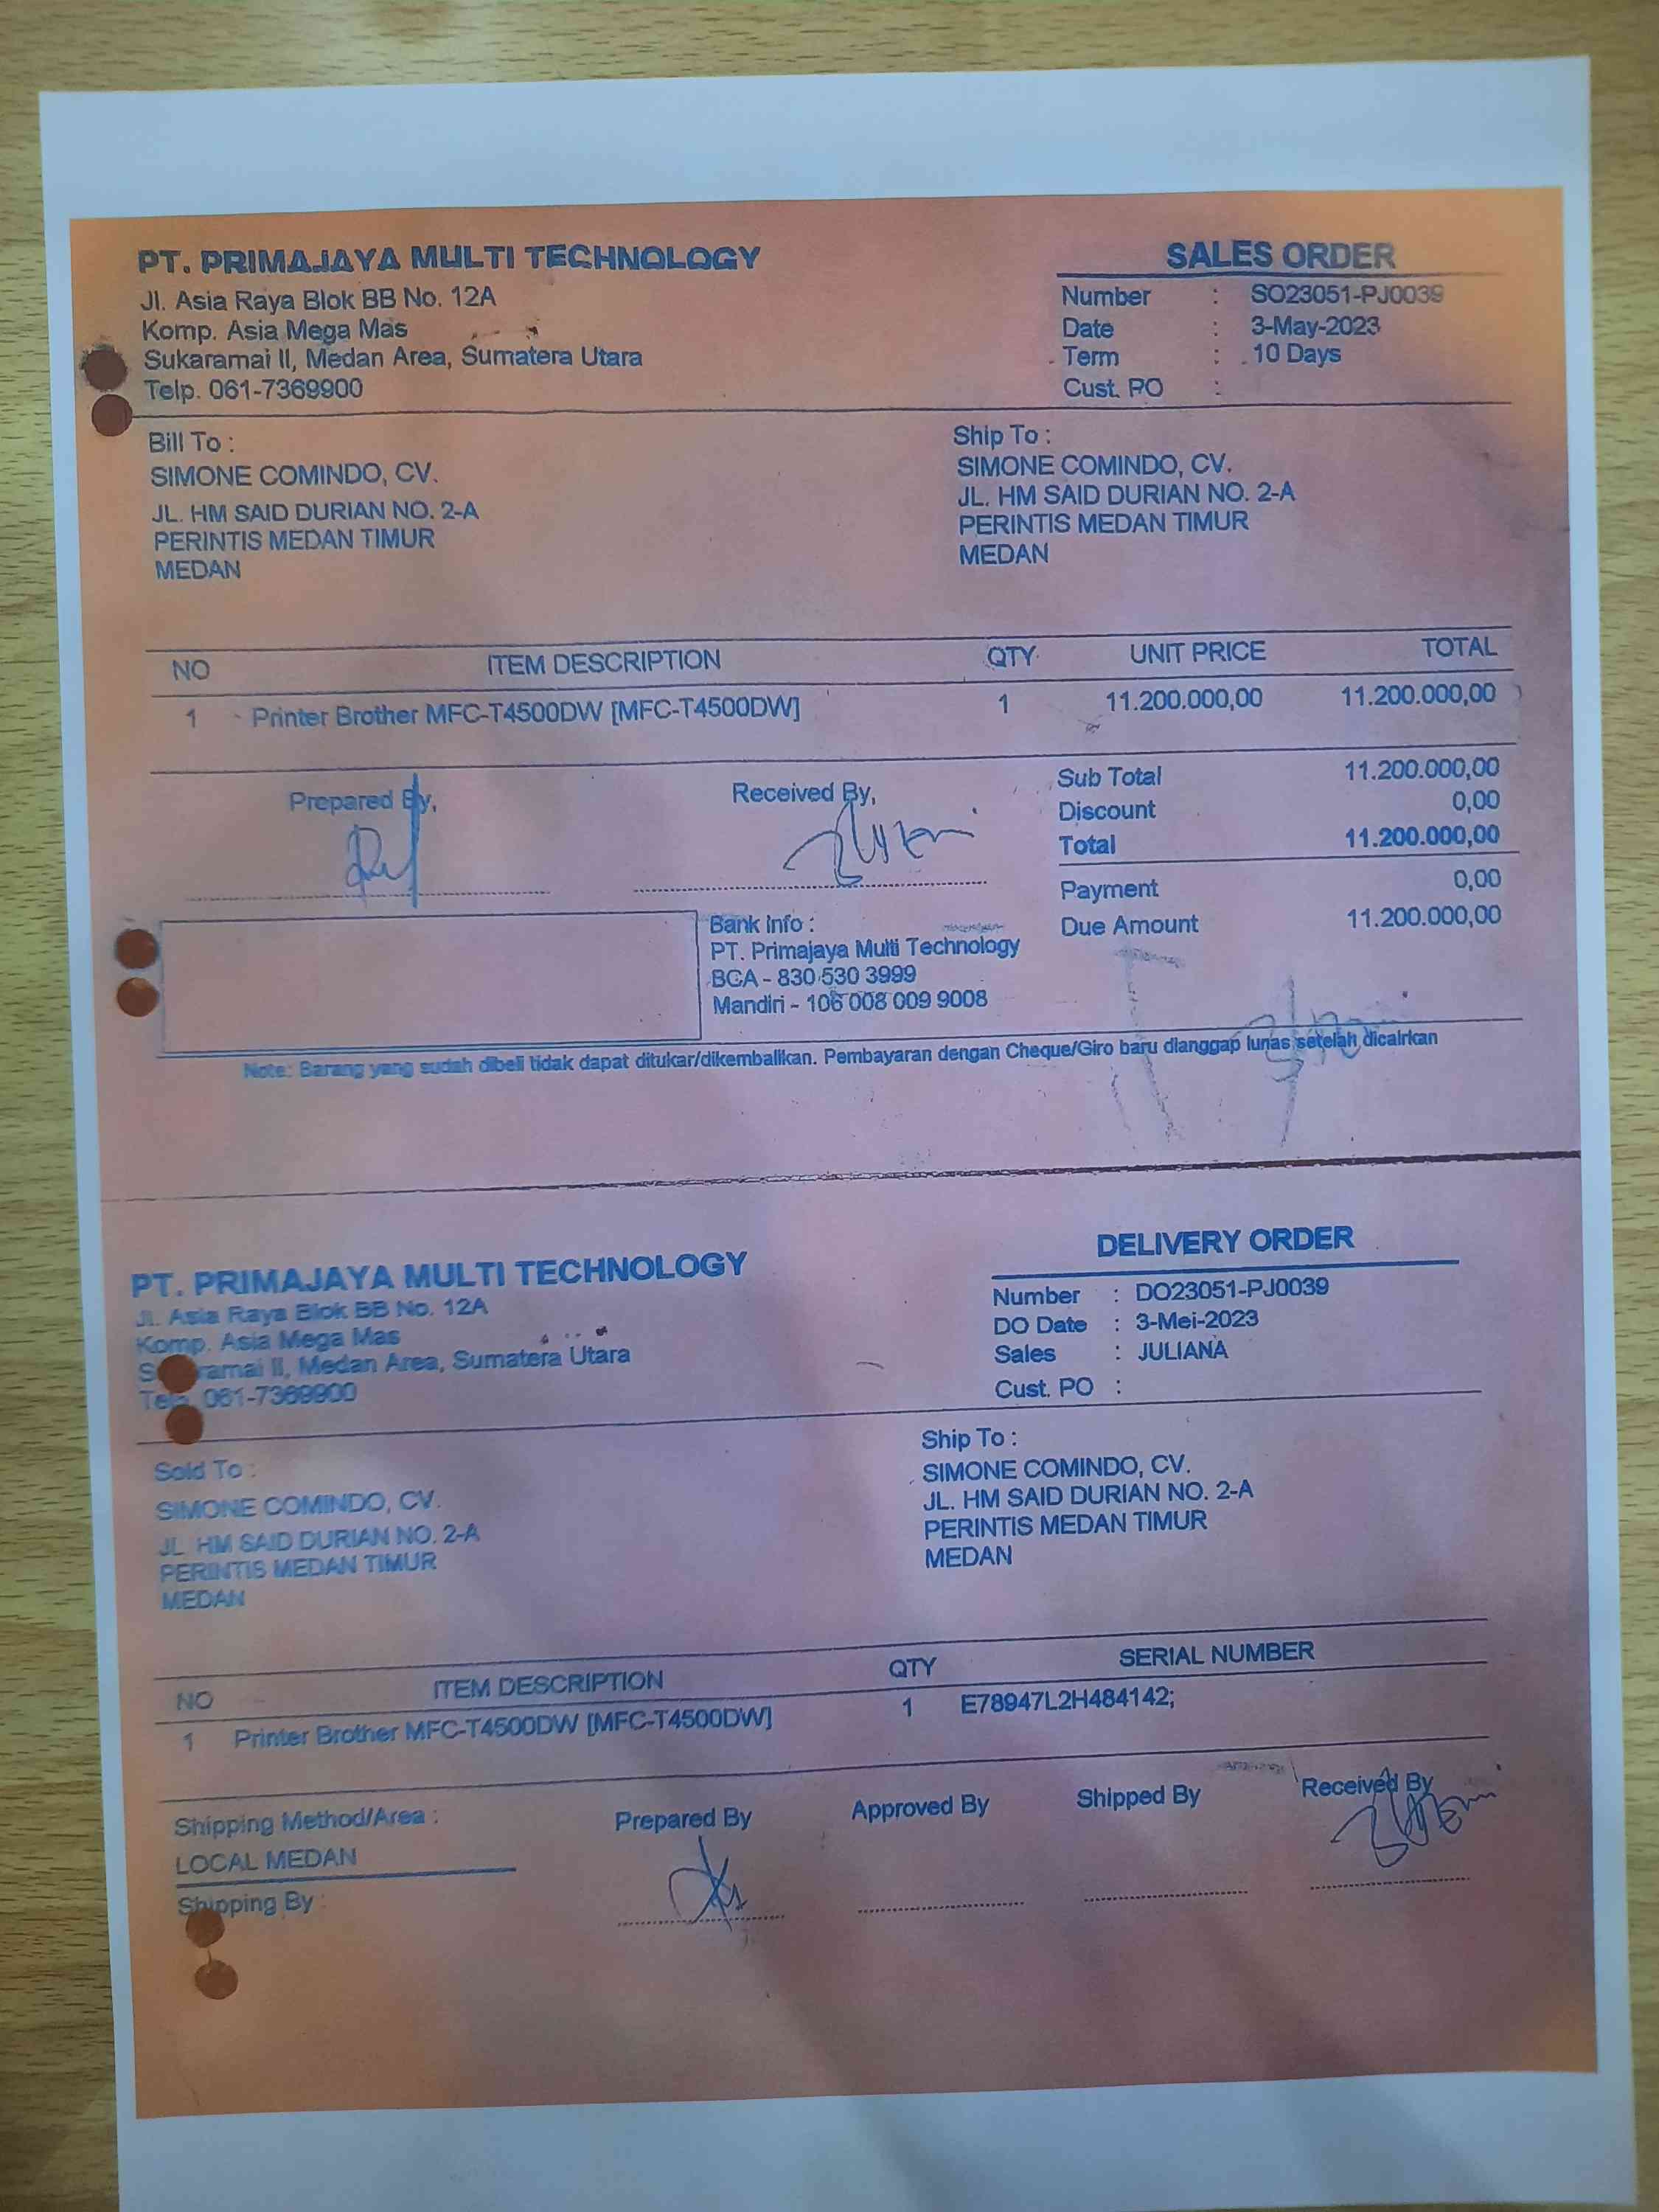 PT. PRIMAJAYA MULTI TECHNOLOGY
Jl. Asia Raya Blok BB No. 12A
Komp. Asia Mega Mas
Sukaramai II, Medan Area, Sumatera Utara
Telp. 061-7369900
SALES ORDER
Number : SO23051-PJ0039
Date : 3-May-2023
Term : 10 Days
Cust. PO :
Bill To :
SIMONE COMINDO, CV.
JL. HM SAID DURIAN NO. 2-A
PERINTIS MEDAN TIMUR
MEDAN
Ship To :
SIMONE COMINDO, CV.
JL. HM SAID DURIAN NO. 2-A
PERINTIS MEDAN TIMUR
MEDAN
NO ITEM DESCRIPTION QTY UNIT PRICE TOTAL
1 Printer Brother MFC-T4500DW [MFC-T4500DW] 1 11.200.000,00 11.200.000,00
Prepared By,
Received By,
Sub Total 11.200.000,00
Discount 0,00
Total 11.200.000,00
Payment 0,00
Due Amount 11.200.000,00
Bank Info :
PT. Primajaya Multi Technology
BCA - 830 530 3999
Mandiri - 106 008 009 9008
Note: Barang yang sudah dibeli tidak dapat ditukar/dikembalikan. Pembayaran dengan Cheque/Giro baru dianggap lunas setelah dicairkan
PT. PRIMAJAYA MULTI TECHNOLOGY
Jl. Asia Raya Blok BB No. 12A
Komp. Asia Mega Mas
ramai II, Medan Area, Sumatera Utara
061-7369900
DELIVERY ORDER
Number : DO23051-PJ0039
DO Date : 3-Mei-2023
Sales : JULIANA
Cust. PO :
Sold To :
SIMONE COMINDO, CV.
JL. HM SAID DURIAN NO. 2-A
PERINTIS MEDAN TIMUR
MEDAN
Ship To :
SIMONE COMINDO, CV.
JL. HM SAID DURIAN NO. 2-A
PERINTIS MEDAN TIMUR
MEDAN
NO ITEM DESCRIPTION QTY SERIAL NUMBER
1 Printer Brother MFC-T4500DW [MFC-T4500DW] 1 E78947L2H484142;
Shipping Method/Area :
LOCAL MEDAN
Shipping By :
Prepared By
Approved By
Shipped By
Received By